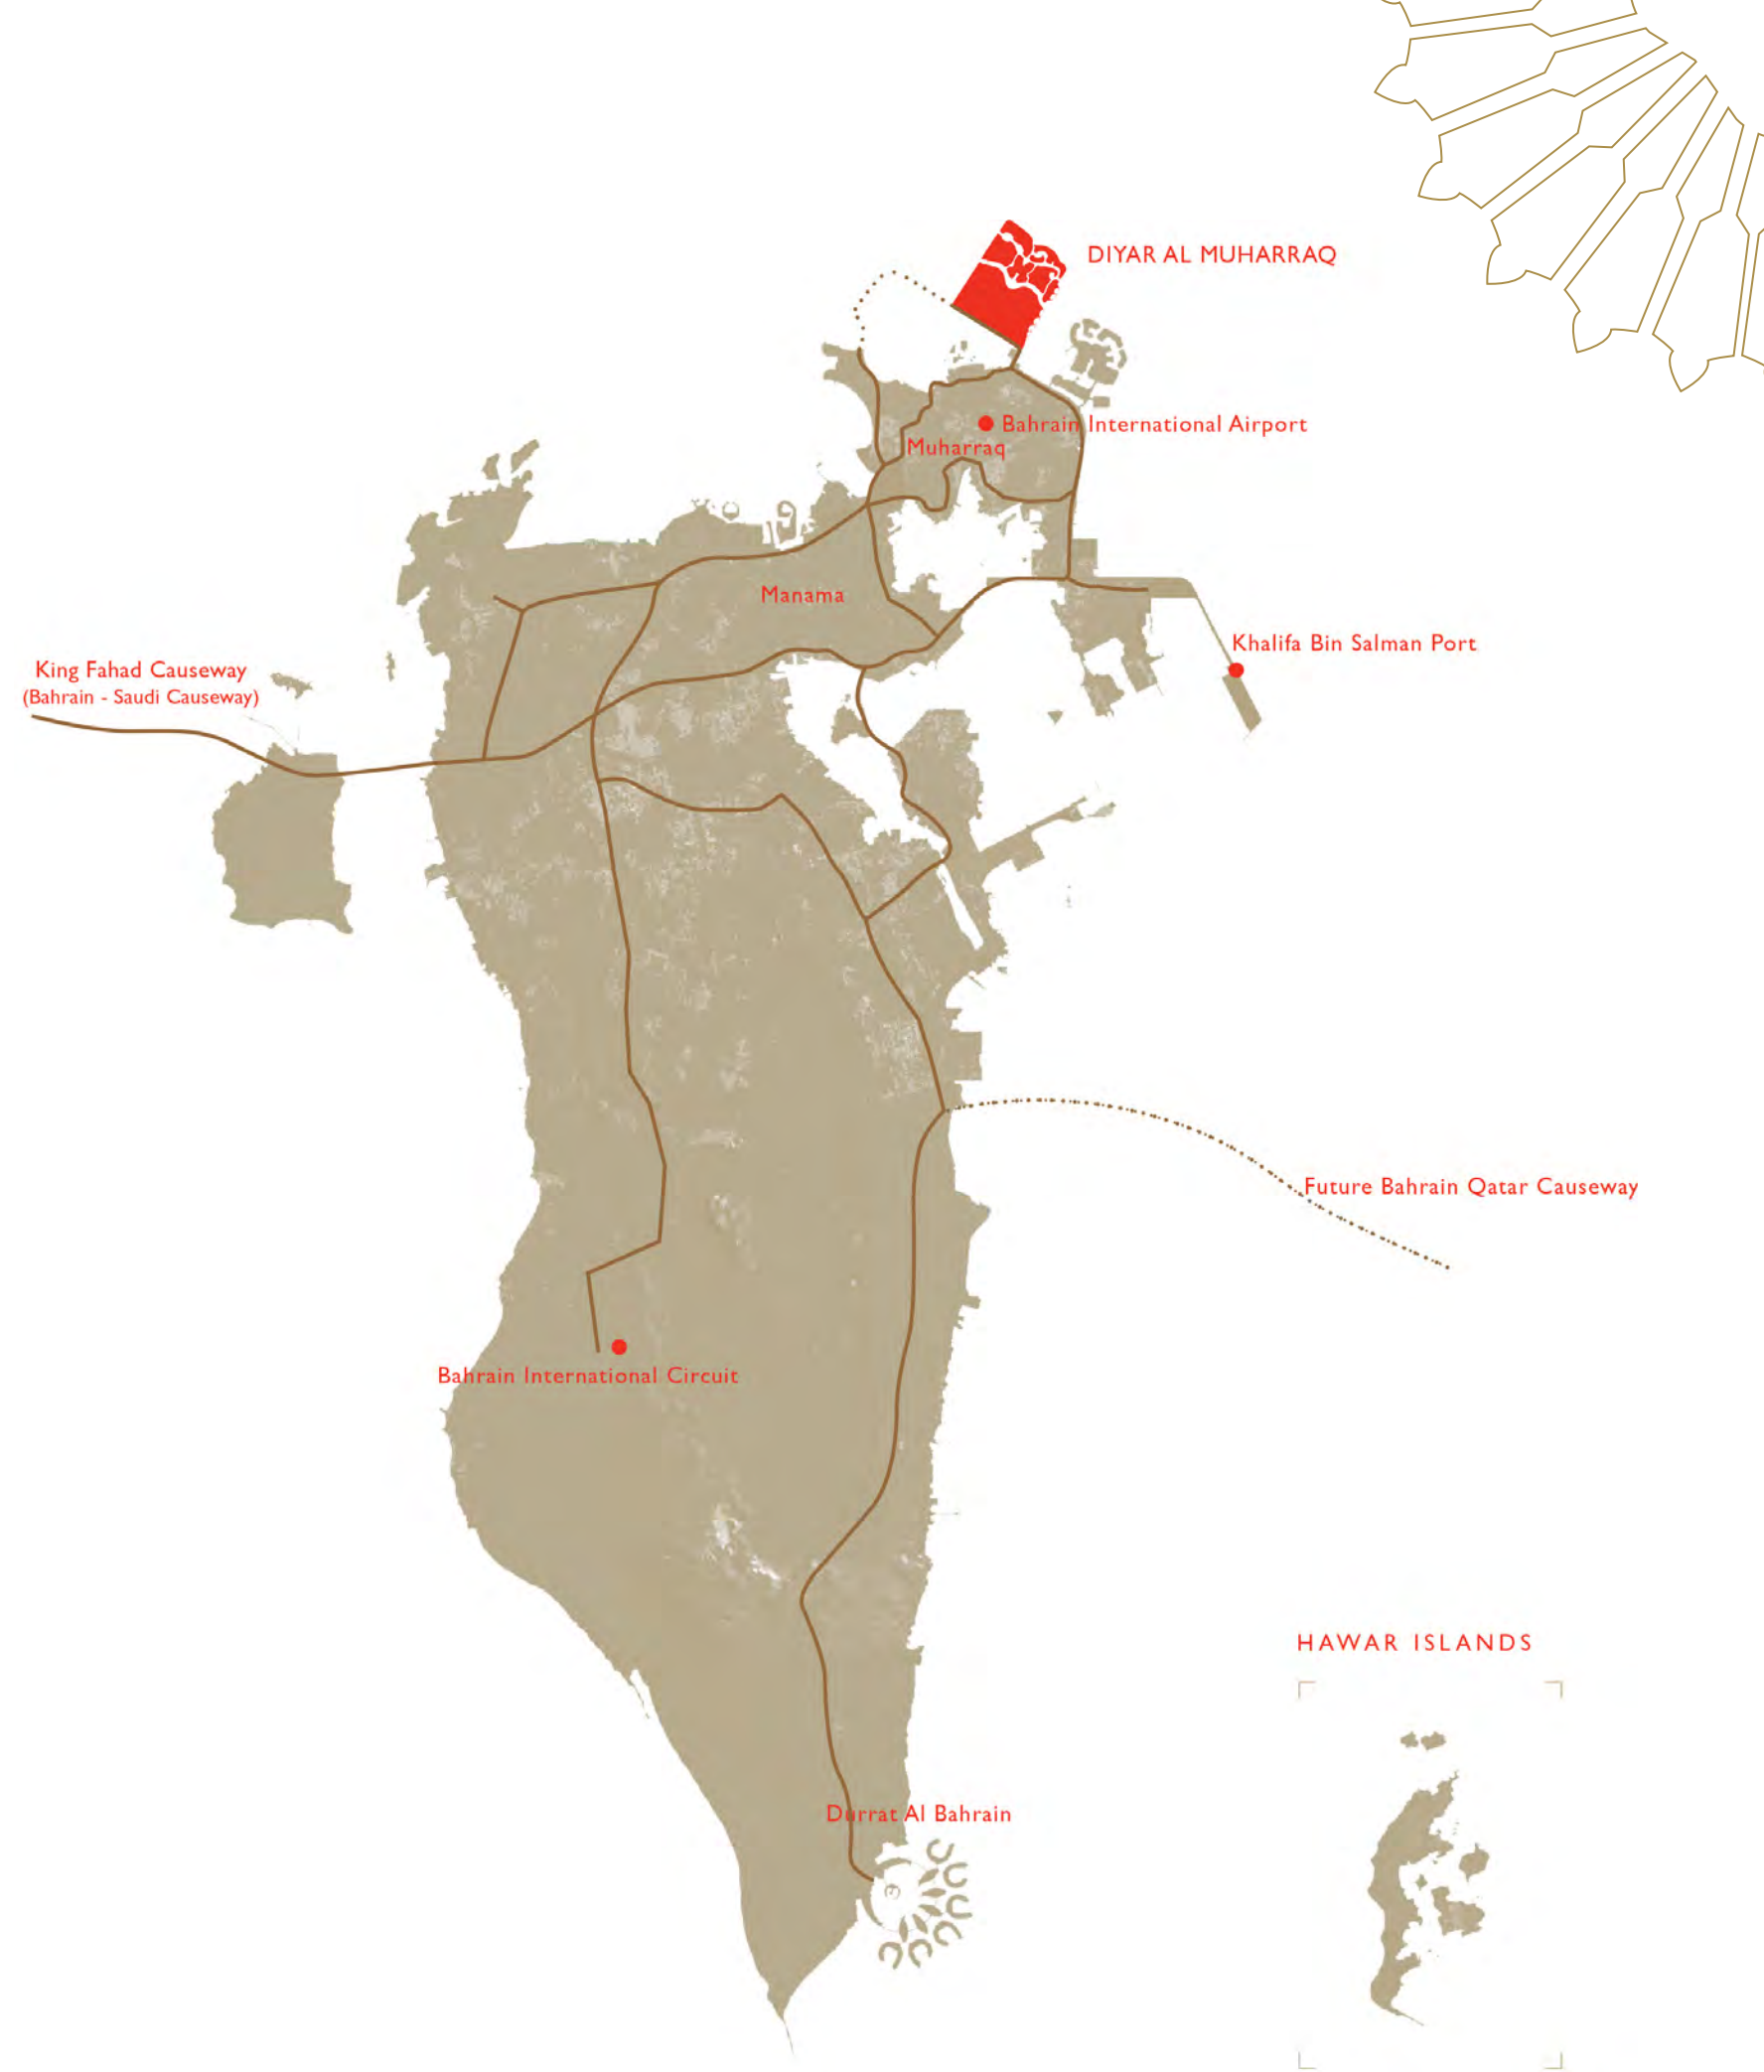 DIYAR AL MUHARRAQ
Bahrain International Airport
Muharraq
Manama
Khalifa Bin Salman Port
King Fahad Causeway
(Bahrain - Saudi Causeway)
Future Bahrain Qatar Causeway
Bahrain International Circuit
HAWAR ISLANDS
Durrat Al Bahrain